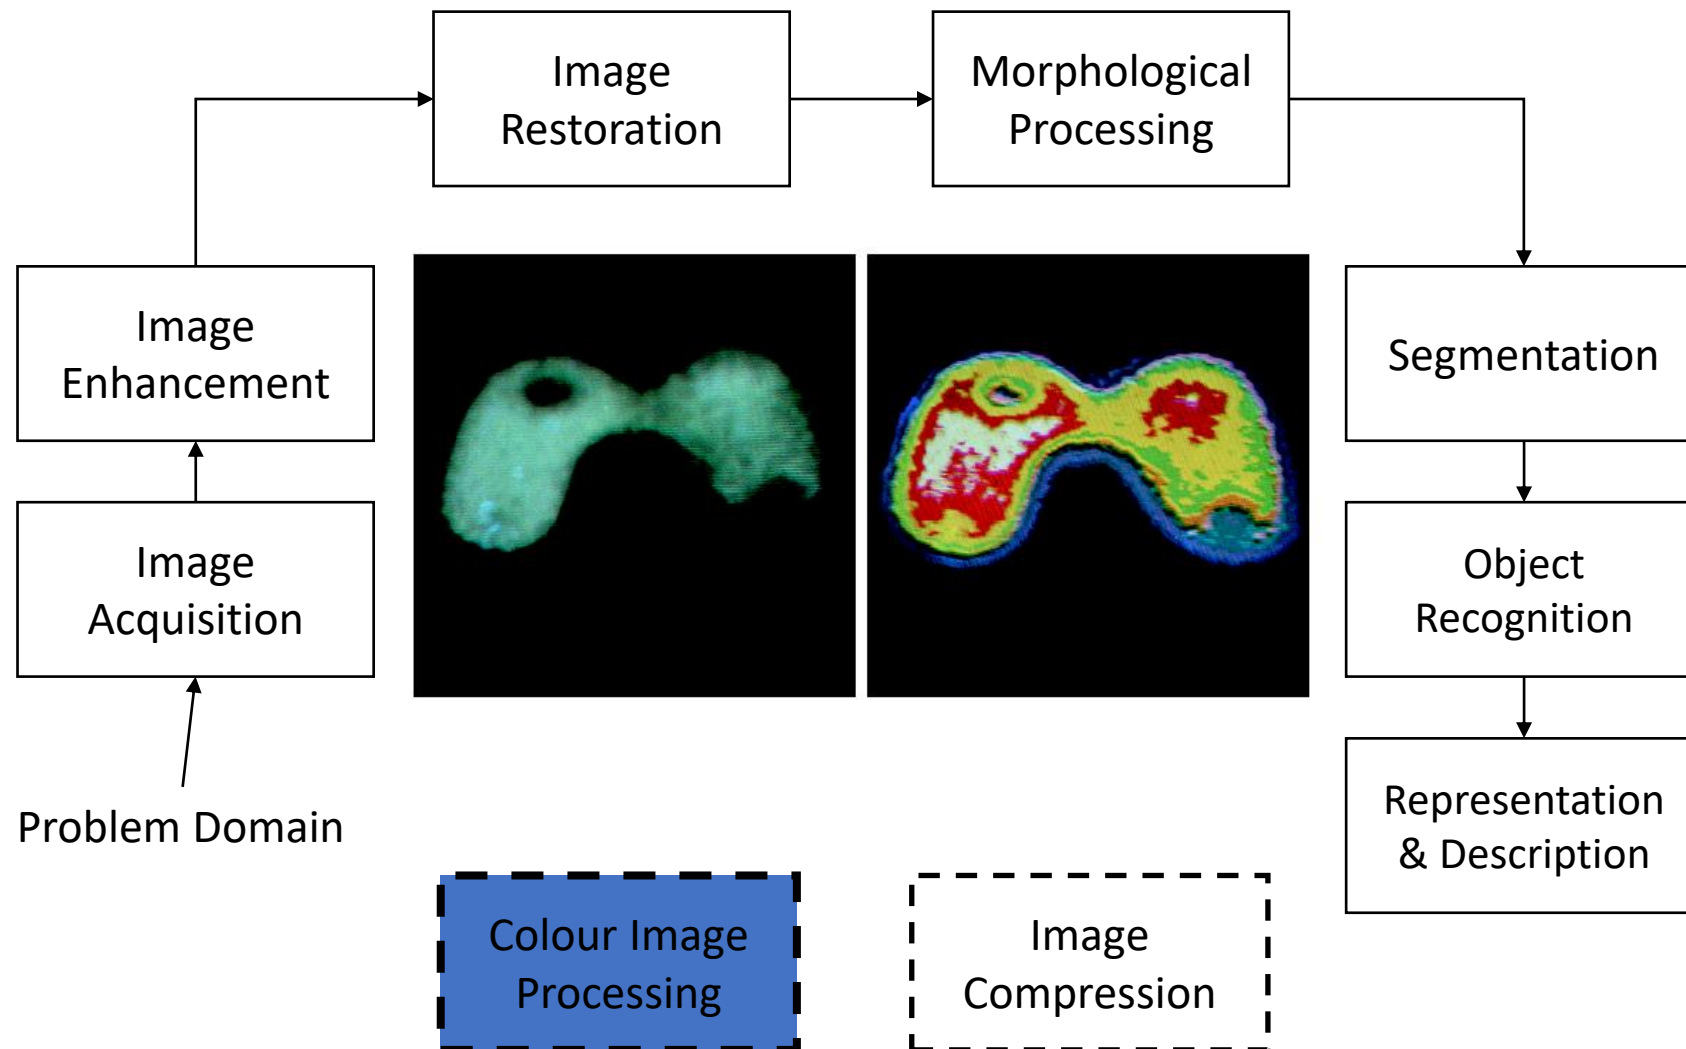 Image
Restoration
Morphological
Processing
Image
Enhancement
Segmentation
Image
Acquisition
Object
Recognition
Problem Domain
Representation
& Description
Colour Image
Processing
Image
Compression